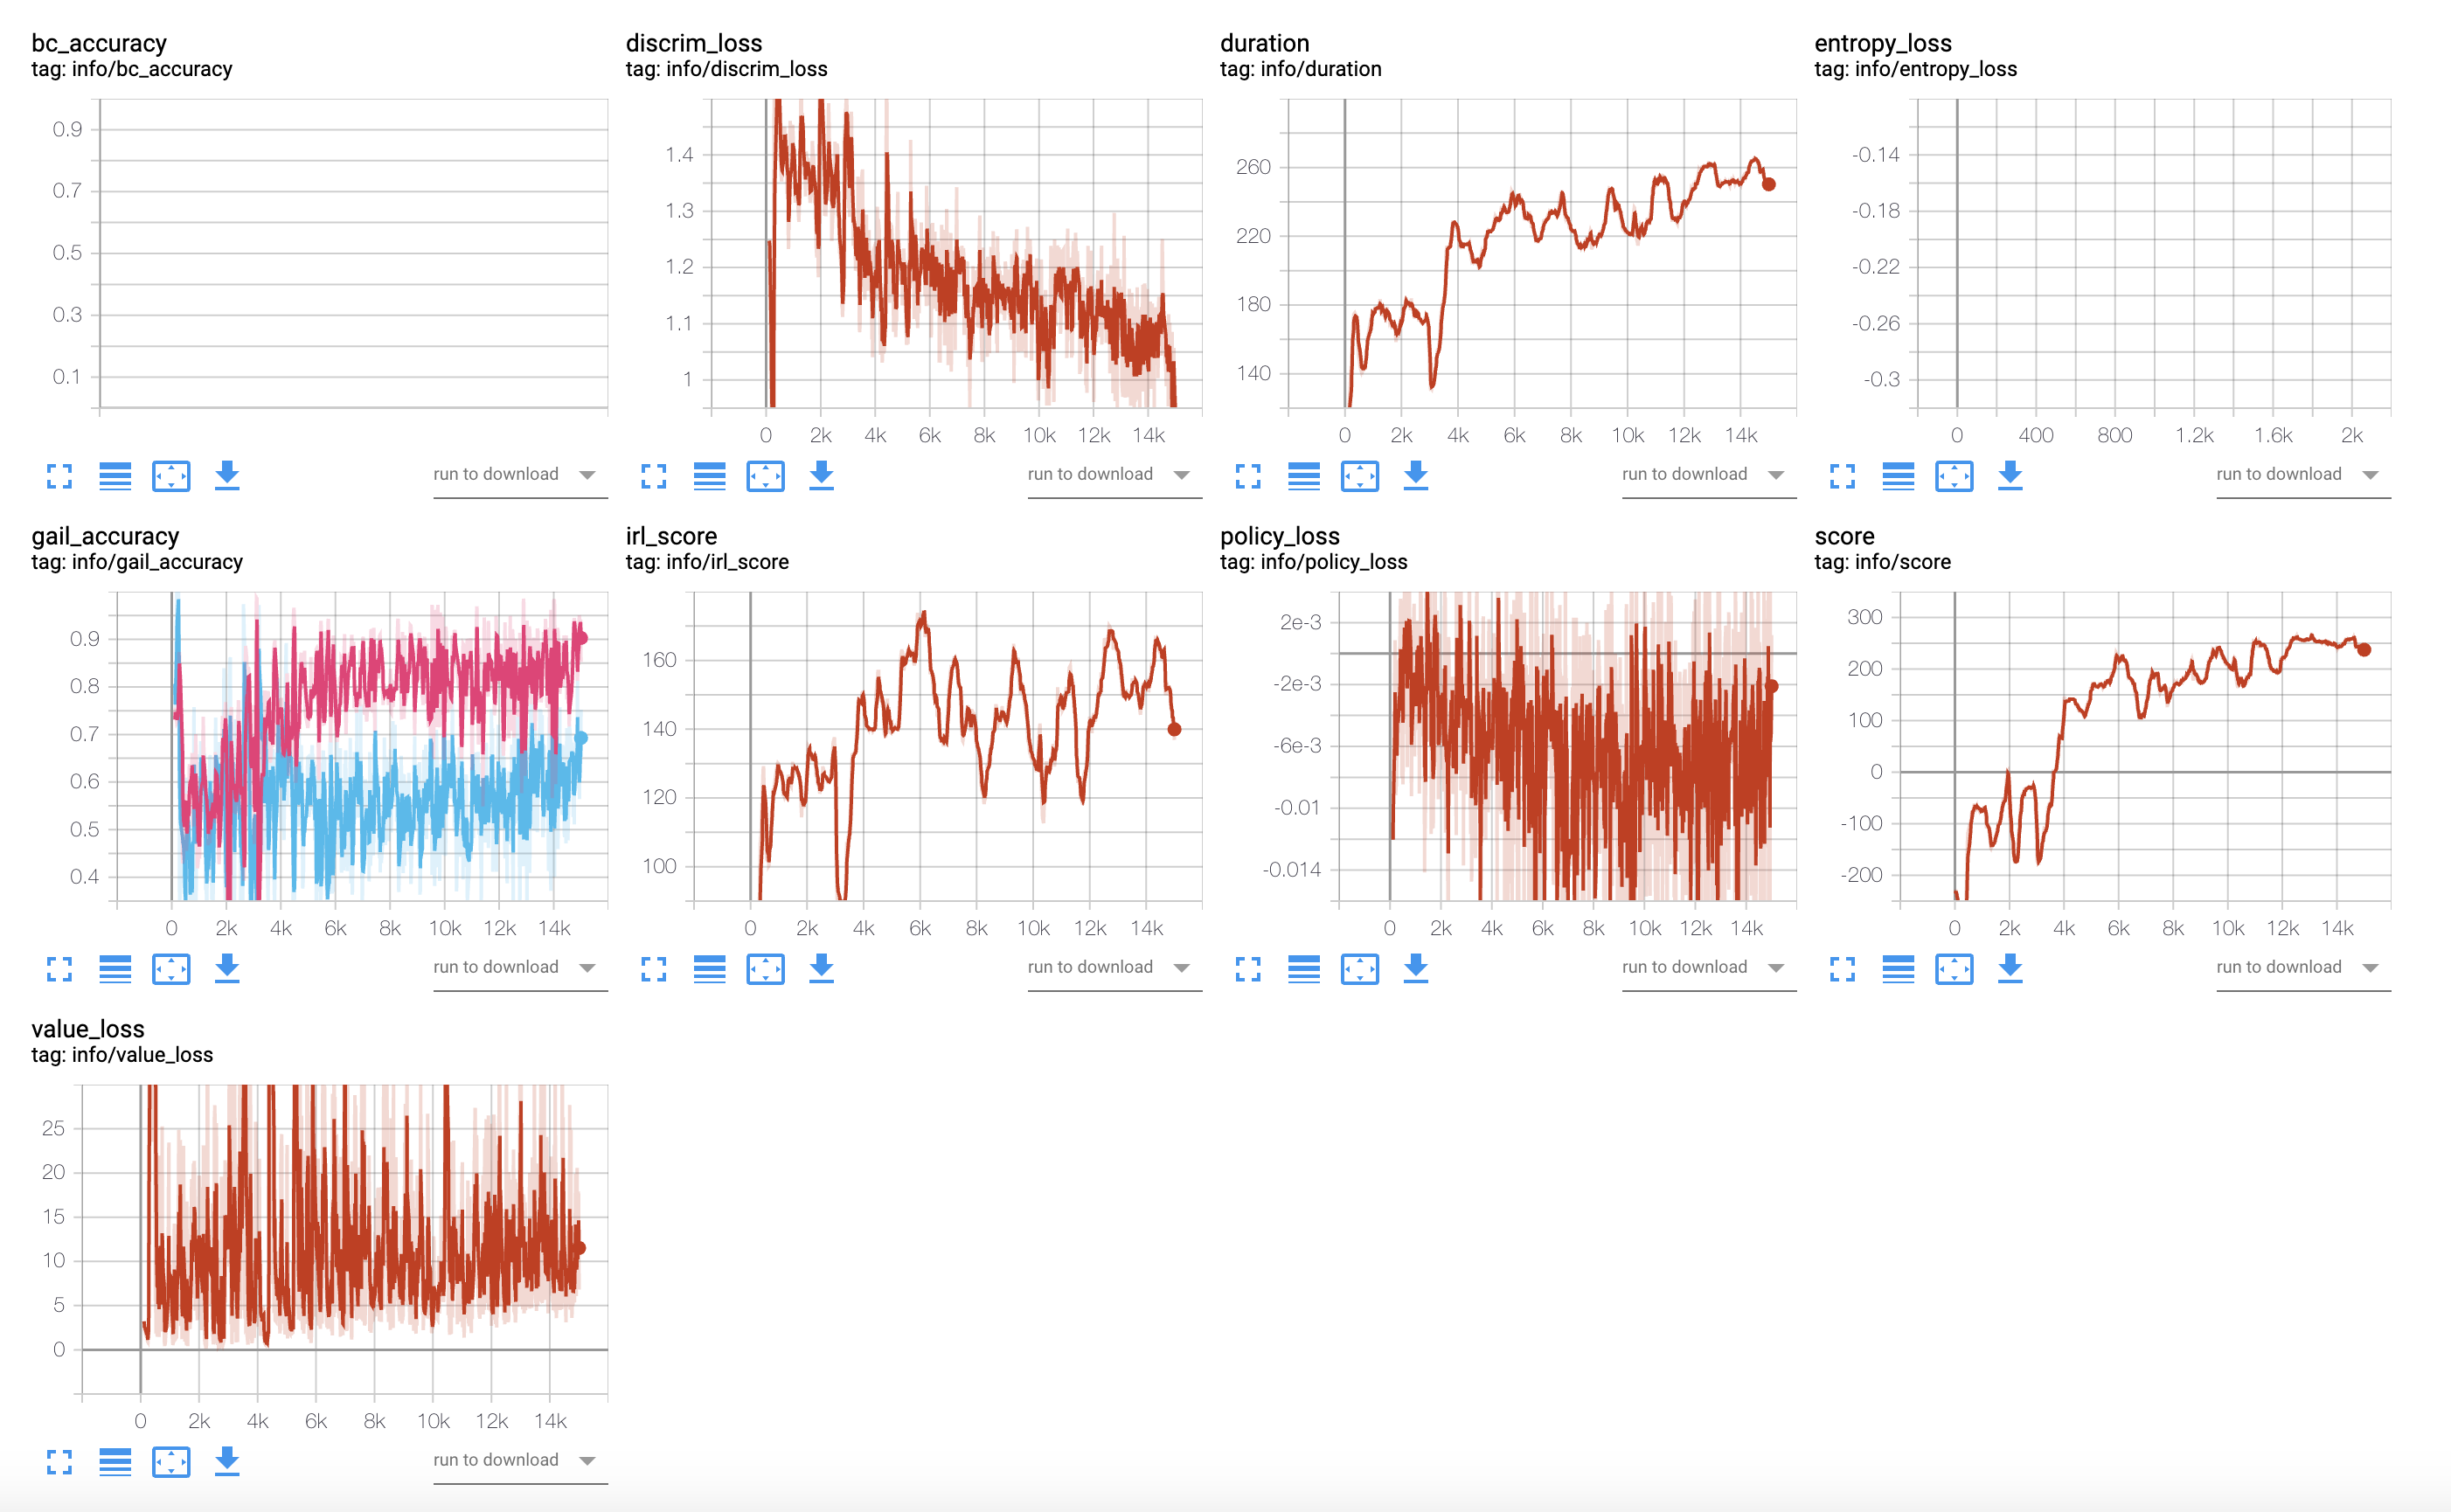 bc_accuracy
tag: info/bc_accuracy
0.9
0.7
0.5
0.3
0.1
run to download
discrim_loss
tag: info/discrim_loss
1.4
1.3
1.2
1.1
1
0 2k 4k 6k 8k 10k 12k 14k
run to download
duration
tag: info/duration
260
220
180
140
0 2k 4k 6k 8k 10k 12k 14k
run to download
entropy_loss
tag: info/entropy_loss
-0.14
-0.18
-0.22
-0.26
-0.3
0 400 800 1.2k 1.6k 2k
run to download
gail_accuracy
tag: info/gail_accuracy
0.9
0.8
0.7
0.6
0.5
0.4
0 2k 4k 6k 8k 10k 12k 14k
run to download
irl_score
tag: info/irl_score
160
140
120
100
0 2k 4k 6k 8k 10k 12k 14k
run to download
policy_loss
tag: info/policy_loss
2e-3
-2e-3
-6e-3
-0.01
-0.014
0 2k 4k 6k 8k 10k 12k 14k
run to download
score
tag: info/score
300
200
100
0
-100
-200
0 2k 4k 6k 8k 10k 12k 14k
run to download
value_loss
tag: info/value_loss
25
20
15
10
5
0
0 2k 4k 6k 8k 10k 12k 14k
run to download